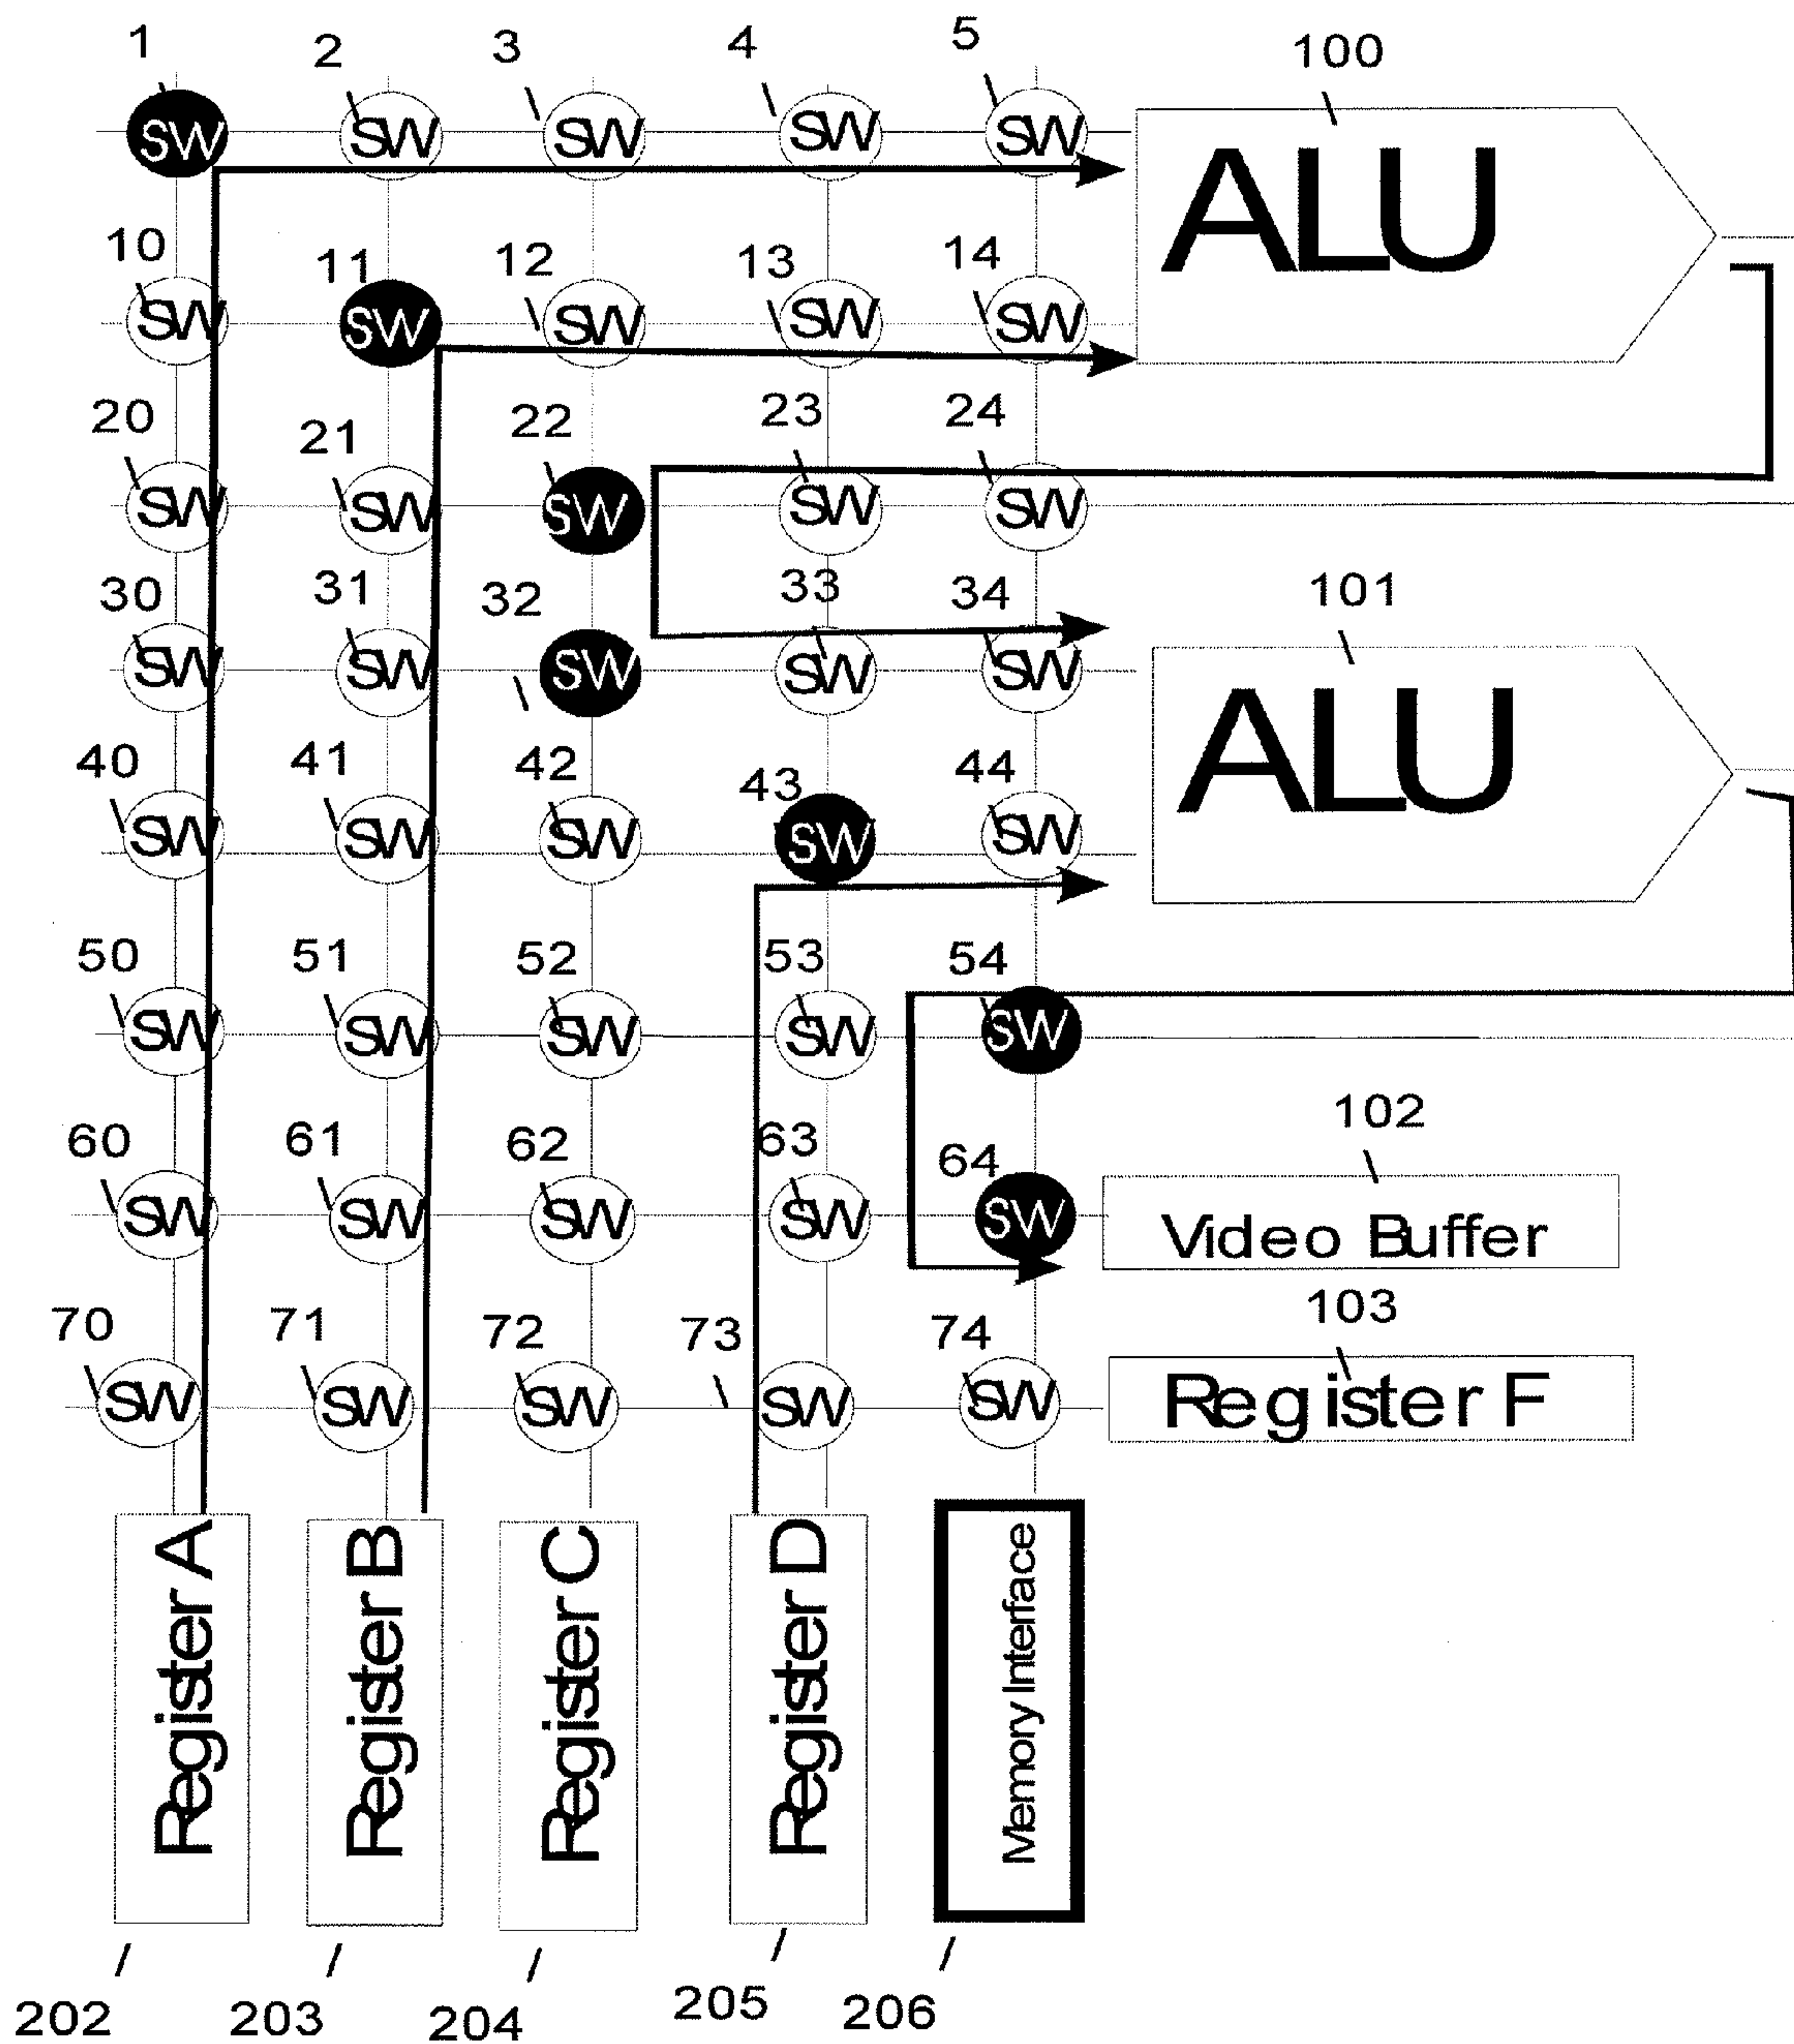 1 2 3 4 5 100
SW SW SW SW SW
ALU
10 11 12 13 14
SW SW SW SW SW
20 21 22 23 24
SW SW SW SW SW
30 31 32 33 34 101
SW SW SW SW SW
ALU
40 41 42 43 44
SW SW SW SW SW
50 51 52 53 54
SW SW SW SW SW
102
60 61 62 63 64
SW SW SW SW SW
Video Buffer
103
70 71 72 73 74
SW SW SW SW SW
Register F
Register A
Register B
Register C
Register D
Memory Interface
202 203 204 205 206